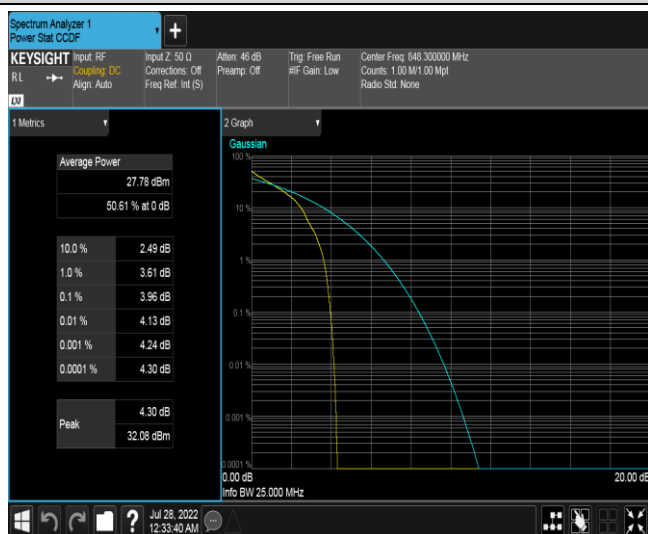 Spectrum Analyzer 1
Power Stat CCDF
+
KEYSIGHT
RL
LXI
Input: RF
Coupling: DC
Align: Auto
Input Z: 50 Ω
Corrections: Off
Freq Ref: Int (S)
Atten: 46 dB
Preamp: Off
Trig: Free Run
#IF Gain: Low
Center Freq: 848.300000 MHz
Counts: 1.00 M/1.00 Mpt
Radio Std: None
1 Metrics
Average Power
27.78 dBm
50.61 % at 0 dB
10.0 % 2.49 dB
1.0 % 3.61 dB
0.1 % 3.96 dB
0.01 % 4.13 dB
0.001 % 4.24 dB
0.0001 % 4.30 dB
Peak
4.30 dB
32.08 dBm
2 Graph
Gaussian
100 %
10 %
1 %
0.1 %
0.01 %
0.001 %
0.0001 %
0.00 dB
20.00 dB
Info BW 25.000 MHz
?
Jul 28, 2022
12:33:40 AM